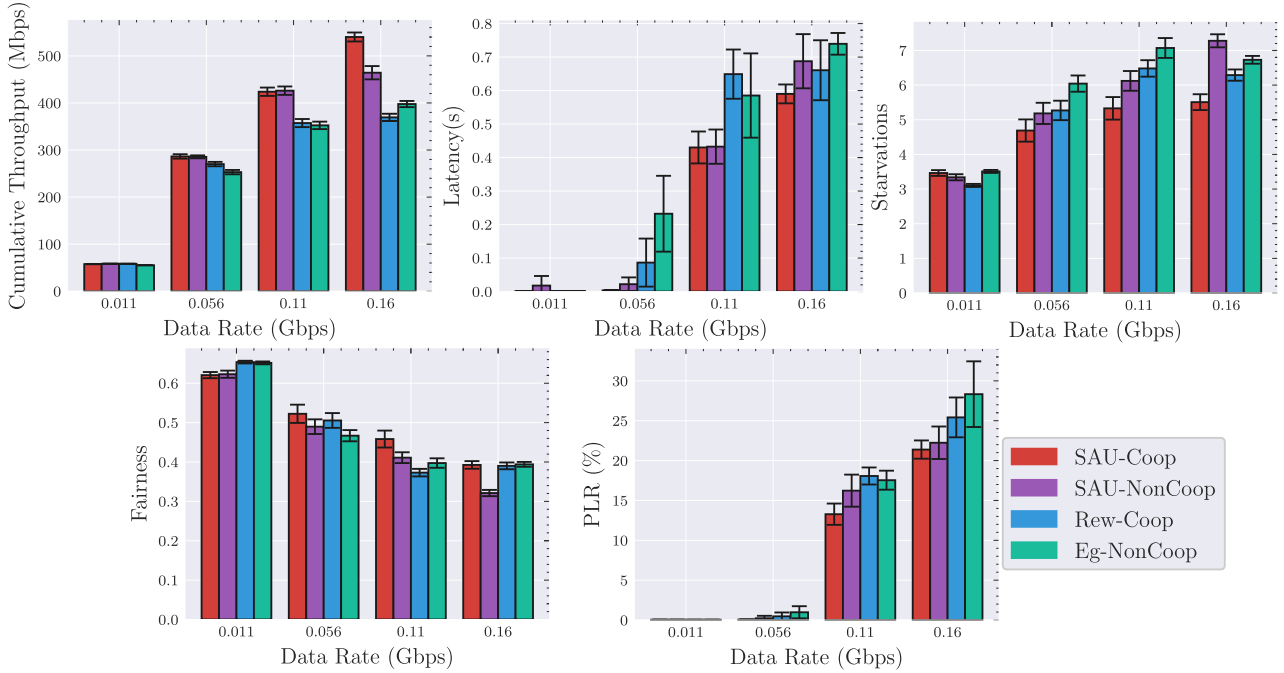 Cumulative Throughput (Mbps)
500
400
300
200
100
0
0.011 0.056 0.11 0.16
Data Rate (Gbps)
Latency(s)
0.8
0.7
0.6
0.5
0.4
0.3
0.2
0.1
0.0
0.011 0.056 0.11 0.16
Data Rate (Gbps)
Starvations
7
6
5
4
3
2
1
0
0.011 0.056 0.11 0.16
Data Rate (Gbps)
Fairness
0.6
0.5
0.4
0.3
0.2
0.1
0.0
0.011 0.056 0.11 0.16
Data Rate (Gbps)
PLR (%)
30
25
20
15
10
5
0
0.011 0.056 0.11 0.16
Data Rate (Gbps)
SAU-Coop
SAU-NonCoop
Rew-Coop
Eg-NonCoop